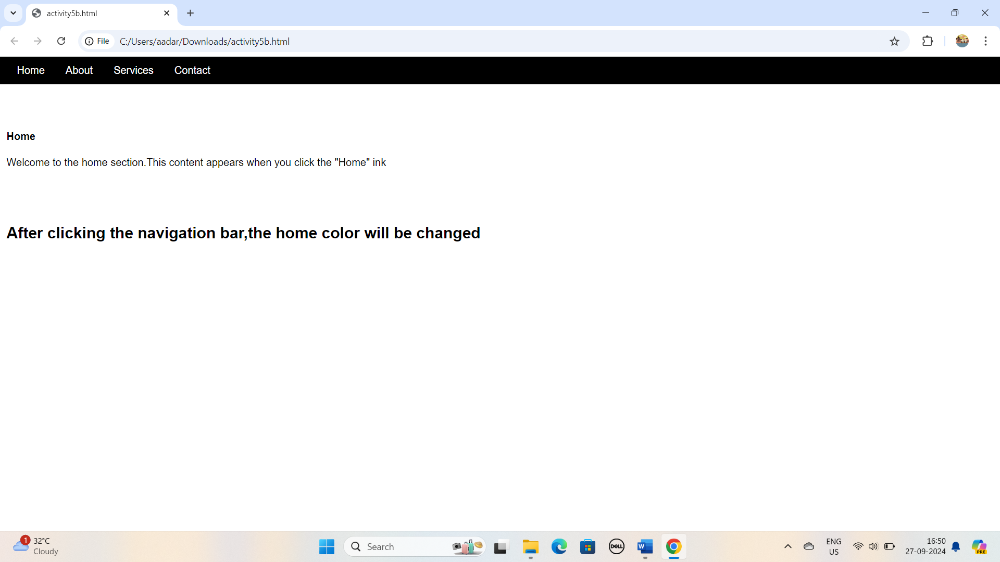 activity5b.html
File C:/Users/aadar/Downloads/activity5b.html
Home About Services Contact
Home
Welcome to the home section.This content appears when you click the "Home" ink
After clicking the navigation bar,the home color will be changed
1
32°C
Cloudy
Search
DELL
W
ENG
US
16:50
27-09-2024
PRE